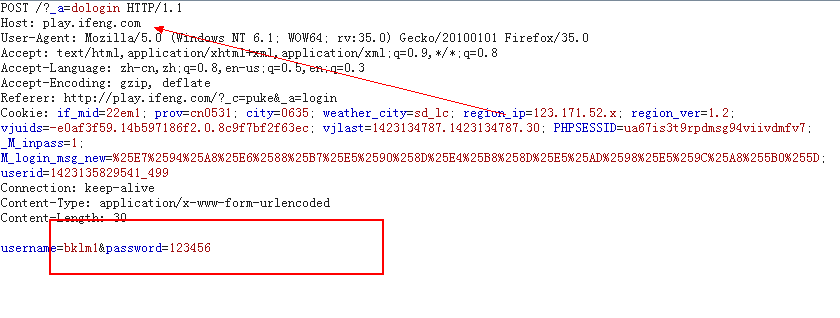 POST /?_a=dologin HTTP/1.1
Host: play.ifeng.com
User-Agent: Mozilla/5.0 (Windows NT 6.1; WOW64; rv:35.0) Gecko/20100101 Firefox/35.0
Accept: text/html,application/xhtml+xml,application/xml;q=0.9,*/*;q=0.8
Accept-Language: zh-cn,zh;q=0.8,en-us;q=0.5,en;q=0.3
Accept-Encoding: gzip, deflate
Referer: http://play.ifeng.com/?_c=puke&_a=login
Cookie: if_mid=22em1; prov=cn0531; city=0635; weather_city=sd_lc; region_ip=123.171.52.x; region_ver=1.2;
vjuids=-e0af3f59.14b597186f2.0.8c9f7bf2f63ec; vjlast=1423134787.1423134787.30; PHPSESSID=ua67is3t9rpdmsg94viivdmfv7;
_M_inpass=1;
M_login_msg_new=%25E7%2594%25A8%25E6%2588%25B7%25E5%2590%258D%25E4%25B8%258D%25E5%25AD%2598%25E5%259C%25A8%255B0%255D;
userid=1423135829541_499
Connection: keep-alive
Content-Type: application/x-www-form-urlencoded
Content-Length: 30
username=bklm1&password=123456